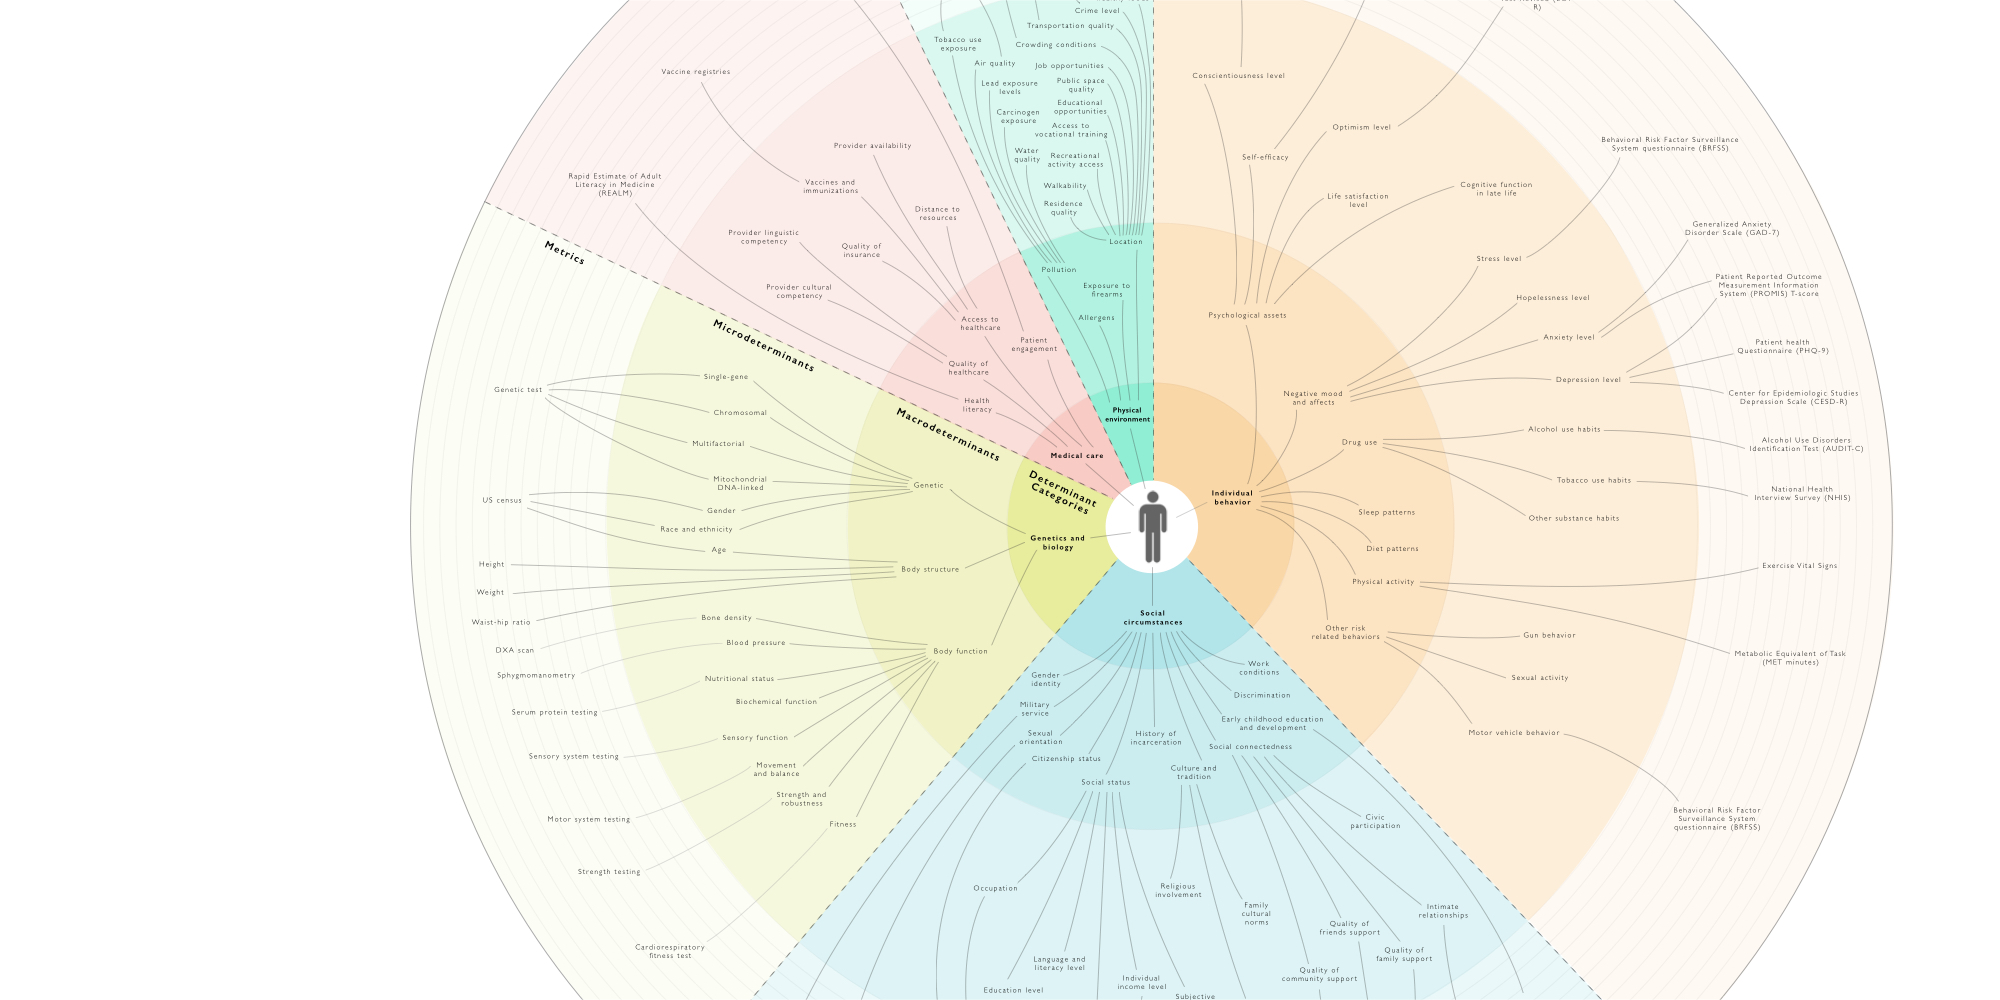 R)
Crime level
Transportation quality
Tobacco use
exposure
Crowding conditions
Air quality
Job opportunities
Lead exposure
levels
Public space
quality
Carcinogen
exposure
Educational
opportunities
Access to
vocational training
Water
quality
Recreational
activity access
Walkability
Residence
quality
Location
Pollution
Exposure to
firearms
Allergens
Physical
environment
Vaccine registries
Provider availability
Rapid Estimate of Adult
Literacy in Medicine
(REALM)
Vaccines and
immunizations
Distance to
resources
Provider linguistic
competency
Quality of
insurance
Provider cultural
competency
Access to
healthcare
Patient
engagement
Quality of
healthcare
Health
literacy
Medical care
Metrics
Microdeterminants
Macrodeterminants
Determinant
Categories
Conscientiousness level
Optimism level
Self-efficacy
Life satisfaction
level
Cognitive function
in late life
Behavioral Risk Factor Surveillance
System questionnaire (BRFSS)
Generalized Anxiety
Disorder Scale (GAD-7)
Stress level
Patient Reported Outcome
Measurement Information
System (PROMIS) T-score
Hopelessness level
Psychological assets
Anxiety level
Patient health
Questionnaire (PHQ-9)
Depression level
Negative mood
and affects
Center for Epidemiologic Studies
Depression Scale (CESD-R)
Alcohol use habits
Drug use
Alcohol Use Disorders
Identification Test (AUDIT-C)
Tobacco use habits
National Health
Interview Survey (NHIS)
Individual
behavior
Sleep patterns
Other substance habits
Diet patterns
Exercise Vital Signs
Physical activity
Other risk
related behaviors
Gun behavior
Metabolic Equivalent of Task
(MET minutes)
Sexual activity
Motor vehicle behavior
Behavioral Risk Factor
Surveillance System
questionnaire (BRFSS)
Genetic test
Single-gene
Chromosomal
Multifactorial
Mitochondrial
DNA-linked
Genetic
US census
Gender
Race and ethnicity
Age
Genetics and
biology
Height
Body structure
Weight
Waist-hip ratio
Bone density
DXA scan
Blood pressure
Body function
Sphygmomanometry
Nutritional status
Biochemical function
Serum protein testing
Sensory function
Sensory system testing
Movement
and balance
Strength and
robustness
Motor system testing
Fitness
Strength testing
Cardiorespiratory
fitness test
Social
circumstances
Work
conditions
Gender
identity
Discrimination
Military
service
Early childhood education
and development
Sexual
orientation
History of
incarceration
Social connectedness
Citizenship status
Culture and
tradition
Social status
Civic
participation
Occupation
Religious
involvement
Family
cultural
norms
Intimate
relationships
Quality of
friends support
Quality of
family support
Language and
literacy level
Quality of
community support
Individual
income level
Education level
Subjective